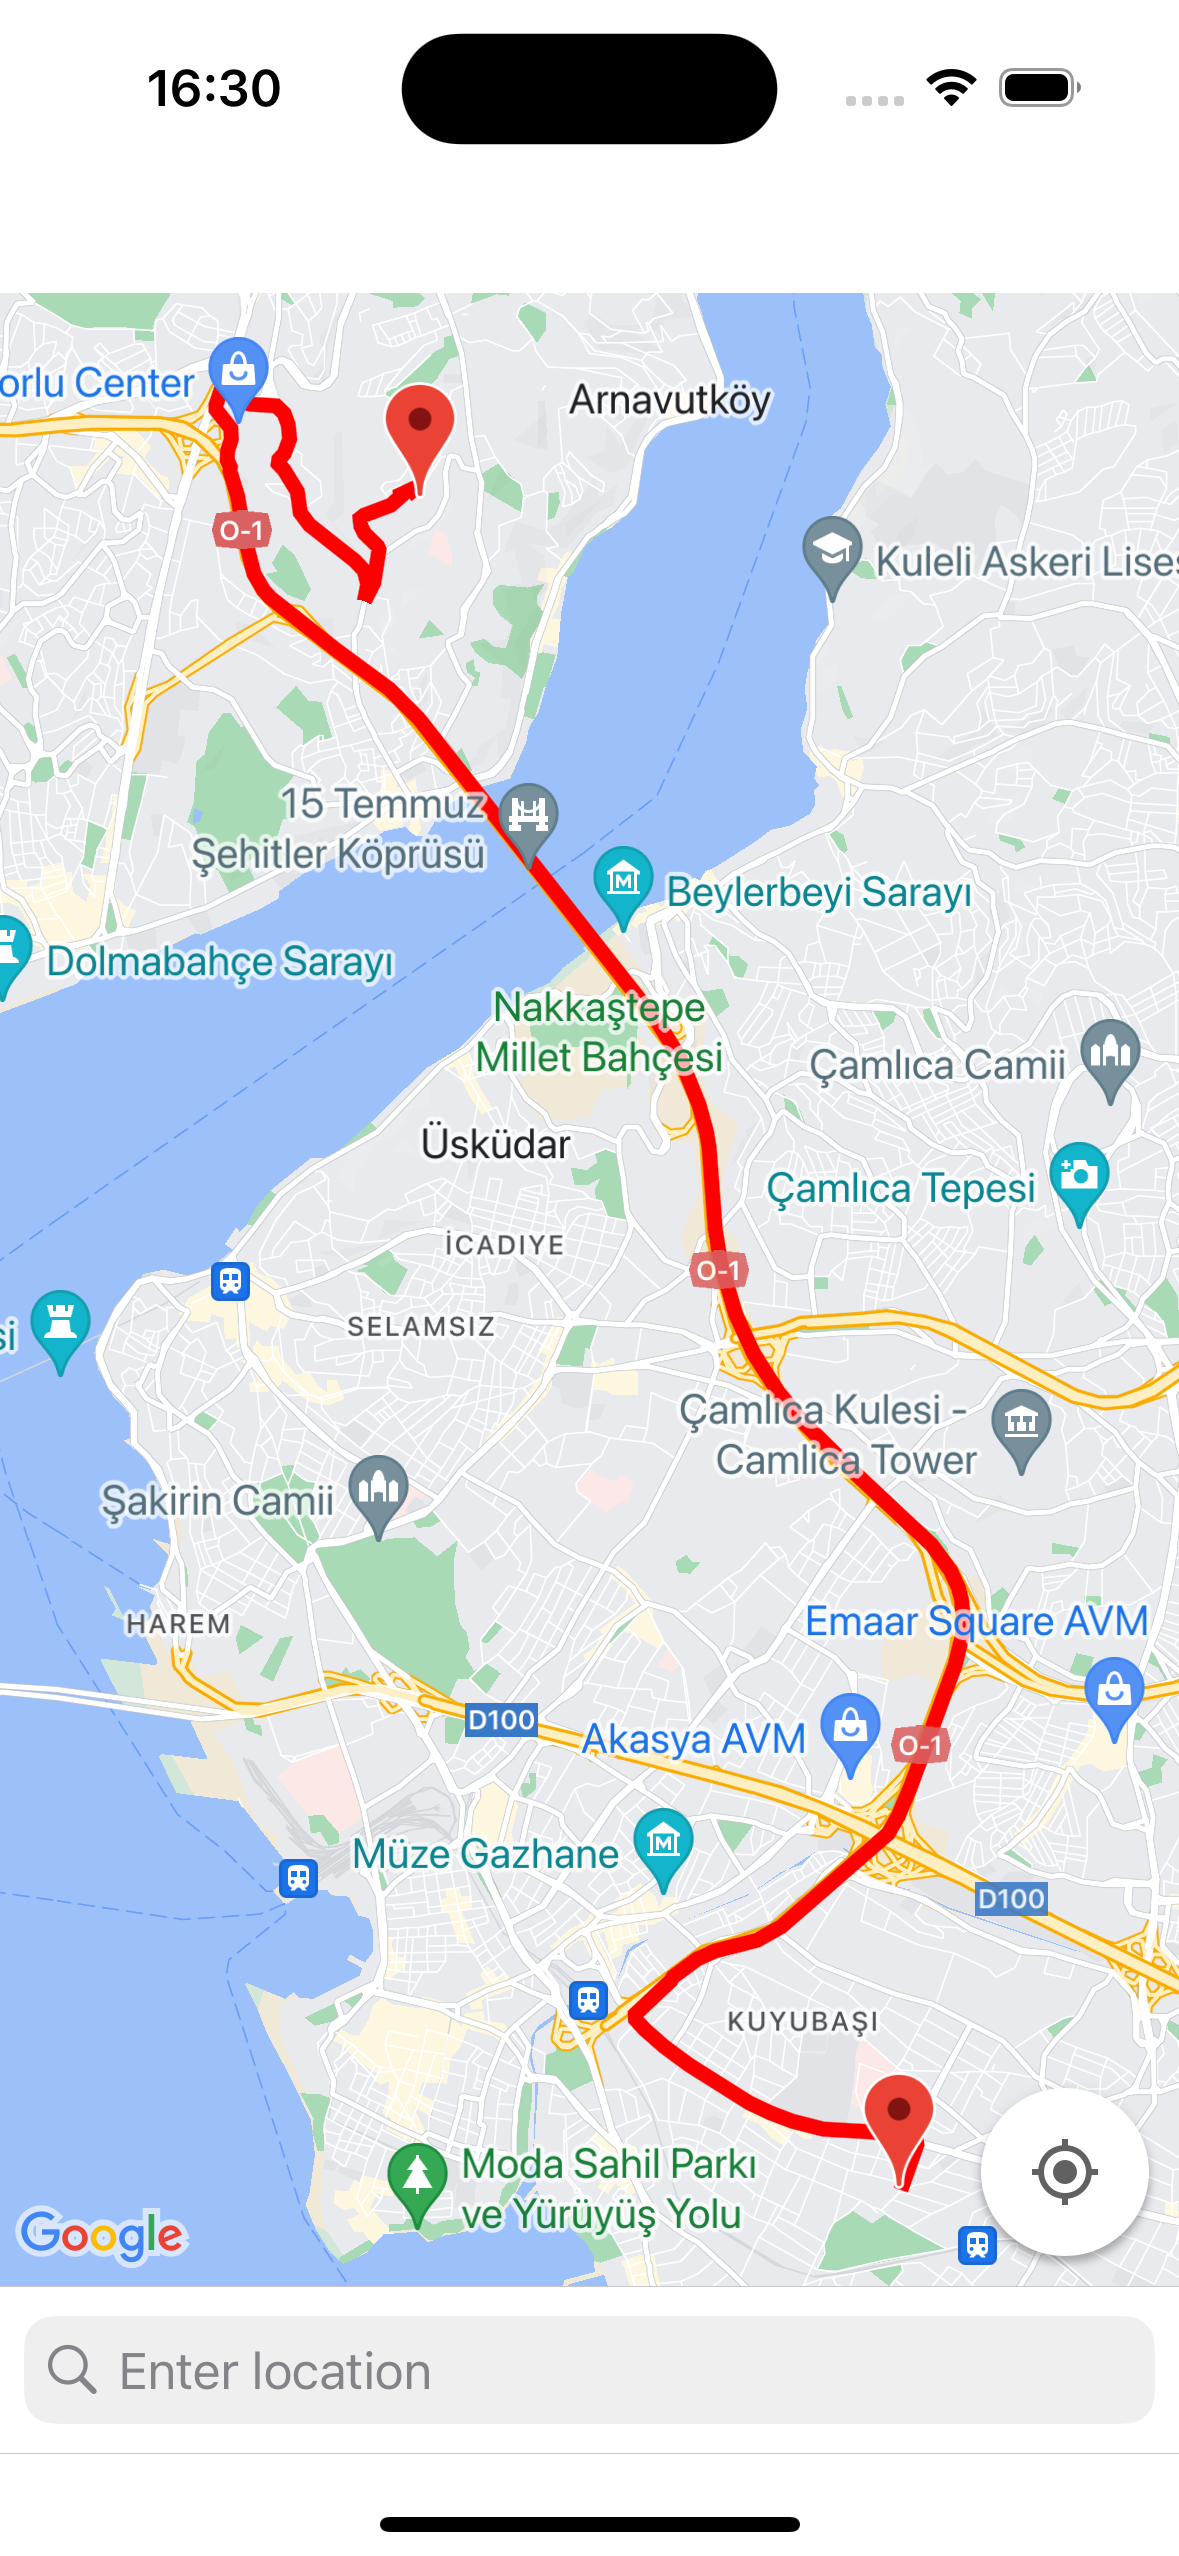 16:30
orlu Center
Arnavutköy
O-1
Kuleli Askeri Lises
15 Temmuz
Şehitler Köprüsü
M
Beylerbeyi Sarayı
Dolmabahçe Sarayı
Nakkaştepe
Millet Bahçesi
Çamlıca Camii
Üsküdar
Çamlıca Tepesi
İCADIYE
O-1
SELAMSIZ
si
Çamlıca Kulesi -
Camlica Tower
Şakirin Camii
HAREM
Emaar Square AVM
D100
Akasya AVM
O-1
Müze Gazhane
M
D100
KUYUBAŞI
Moda Sahil Parkı
ve Yürüyüş Yolu
Google
Enter location